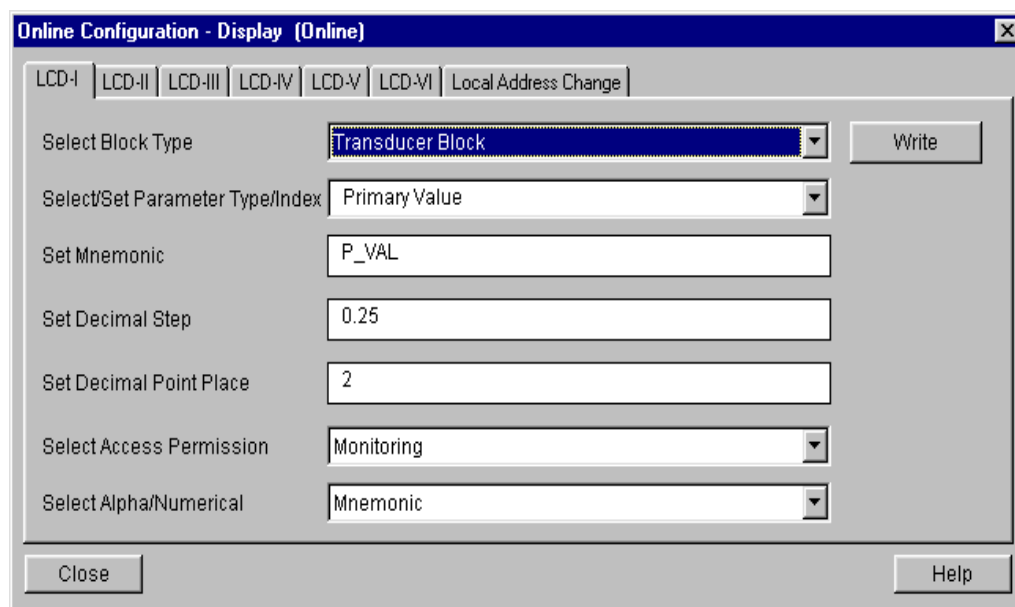 Online Configuration - Display (Online)
LCD-I LCD-II LCD-III LCD-IV LCD-V LCD-VI Local Address Change
Select Block Type Transducer Block Write
Select/Set Parameter Type/Index Primary Value
Set Mnemonic P_VAL
Set Decimal Step 0.25
Set Decimal Point Place 2
Select Access Permission Monitoring
Select Alpha/Numerical Mnemonic
Close Help